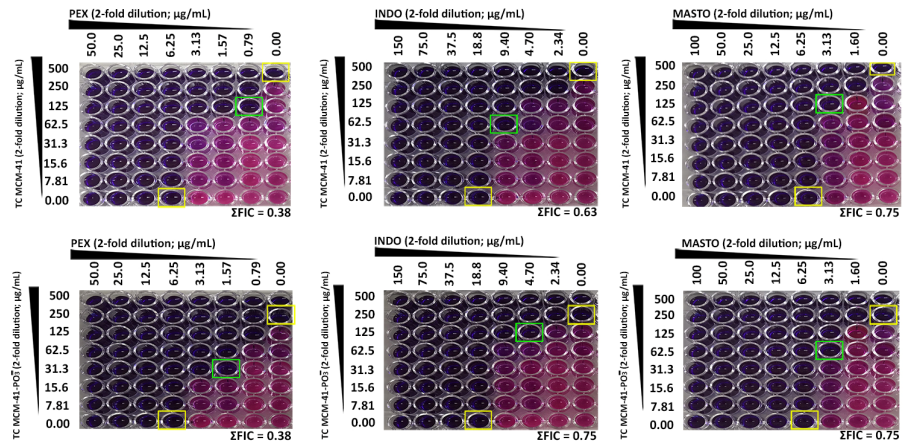 PEX (2-fold dilution; µg/mL)
50.0 25.0 12.5 6.25 3.13 1.57 0.79 0.00
TC MCM-41 (2-fold dilution; µg/mL)
500
250
125
62.5
31.3
15.6
7.81
0.00
ΣFIC = 0.38
INDO (2-fold dilution; µg/mL)
150 75.0 37.5 18.8 9.40 4.70 2.34 0.00
TC MCM-41 (2-fold dilution; µg/mL)
500
250
125
62.5
31.3
15.6
7.81
0.00
ΣFIC = 0.63
MASTO (2-fold dilution; µg/mL)
100 50.0 25.0 12.5 6.25 3.13 1.60 0.00
TC MCM-41 (2-fold dilution; µg/mL)
500
250
125
62.5
31.3
15.6
7.81
0.00
ΣFIC = 0.75
PEX (2-fold dilution; µg/mL)
50.0 25.0 12.5 6.25 3.13 1.57 0.79 0.00
TC MCM-41-PO₃⁻ (2-fold dilution; µg/mL)
500
250
125
62.5
31.3
15.6
7.81
0.00
ΣFIC = 0.38
INDO (2-fold dilution; µg/mL)
150 75.0 37.5 18.8 9.40 4.70 2.34 0.00
TC MCM-41-PO₃⁻ (2-fold dilution; µg/mL)
500
250
125
62.5
31.3
15.6
7.81
0.00
ΣFIC = 0.75
MASTO (2-fold dilution; µg/mL)
100 50.0 25.0 12.5 6.25 3.13 1.60 0.00
TC MCM-41-PO₃⁻ (2-fold dilution; µg/mL)
500
250
125
62.5
31.3
15.6
7.81
0.00
ΣFIC = 0.75